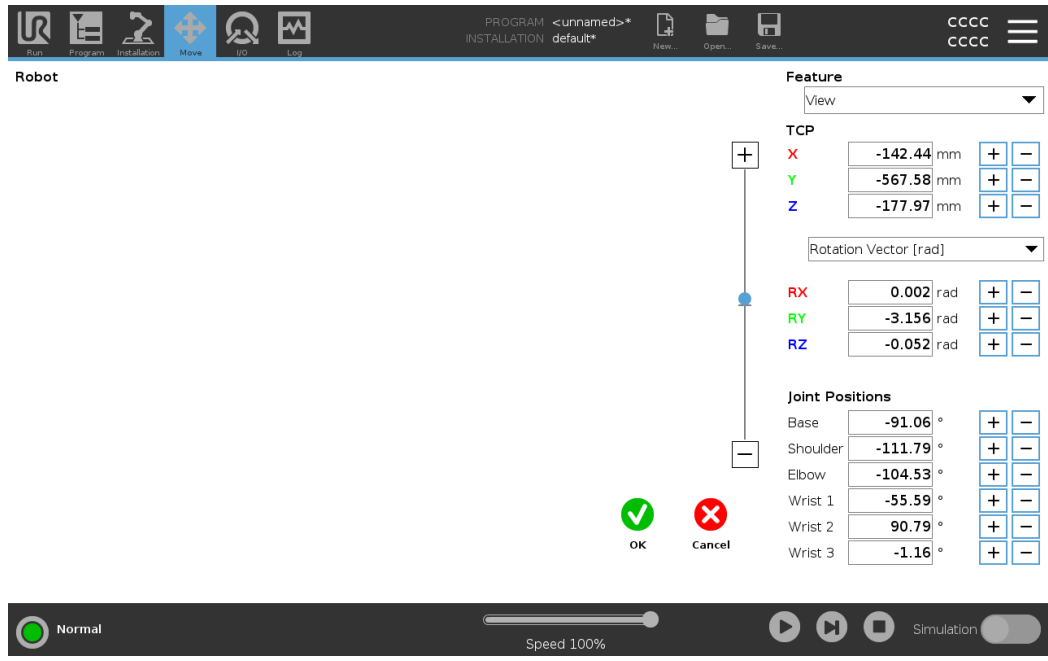 PROGRAM <unnamed>*
INSTALLATION default*
CCCC
CCCC
Run Program Installation Move I/O Log New... Open... Save...
Robot
Feature
View
TCP
X -142.44 mm + −
Y -567.58 mm + −
Z -177.97 mm + −
Rotation Vector [rad]
RX 0.002 rad + −
RY -3.156 rad + −
RZ -0.052 rad + −
Joint Positions
Base -91.06 ° + −
Shoulder -111.79 ° + −
Elbow -104.53 ° + −
Wrist 1 -55.59 ° + −
Wrist 2 90.79 ° + −
Wrist 3 -1.16 ° + −
+
−
OK Cancel
Normal
Speed 100%
Simulation